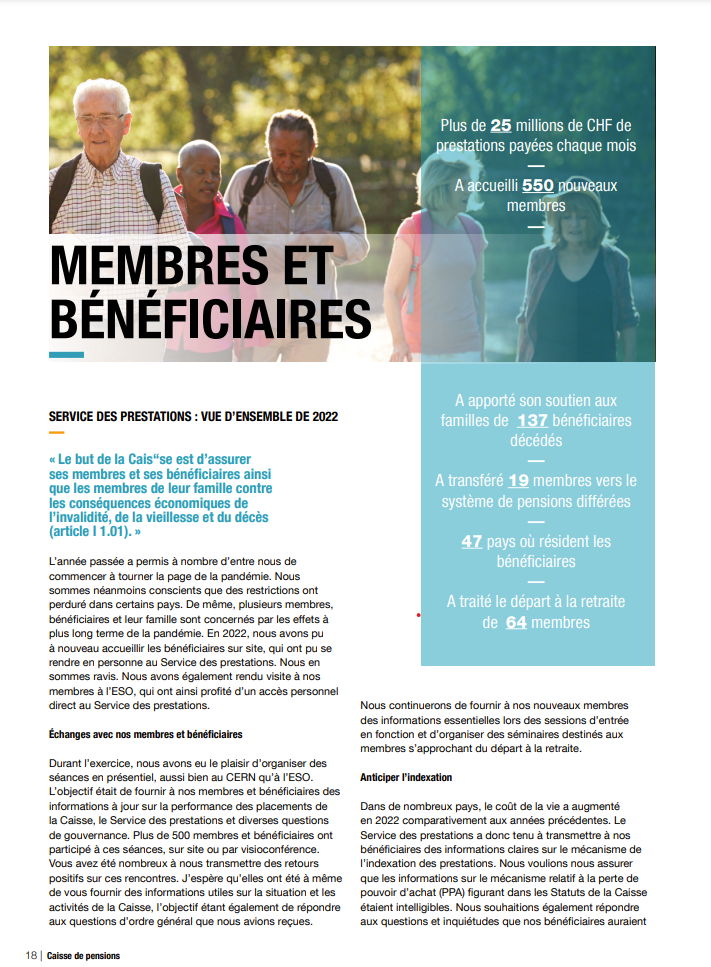 Plus de 25 millions de CHF de
prestations payées chaque mois
A accueilli 550 nouveaux
membres
MEMBRES ET
BÉNÉFICIAIRES
A apporté son soutien aux
familles de 137 bénéficiaires
décédés
A transféré 19 membres vers le
système de pensions différées
47 pays où résident les
bénéficiaires
A traité le départ à la retraite
de 64 membres
SERVICE DES PRESTATIONS : VUE D’ENSEMBLE DE 2022
« Le but de la Cais“se est d’assurer
ses membres et ses bénéficiaires ainsi
que les membres de leur famille contre
les conséquences économiques de
l’invalidité, de la vieillesse et du décès
(article I 1.01). »
L’année passée a permis à nombre d’entre nous de
commencer à tourner la page de la pandémie. Nous
sommes néanmoins conscients que des restrictions ont
perduré dans certains pays. De même, plusieurs membres,
bénéficiaires et leur famille sont concernés par les effets à
plus long terme de la pandémie. En 2022, nous avons pu
à nouveau accueillir les bénéficiaires sur site, qui ont pu se
rendre en personne au Service des prestations. Nous en
sommes ravis. Nous avons également rendu visite à nos
membres à l’ESO, qui ont ainsi profité d’un accès personnel
direct au Service des prestations.
Échanges avec nos membres et bénéficiaires
Durant l’exercice, nous avons eu le plaisir d’organiser des
séances en présentiel, aussi bien au CERN qu’à l’ESO.
L’objectif était de fournir à nos membres et bénéficiaires des
informations à jour sur la performance des placements de
la Caisse, le Service des prestations et diverses questions
de gouvernance. Plus de 500 membres et bénéficiaires ont
participé à ces séances, sur site ou par visioconférence.
Vous avez été nombreux à nous transmettre des retours
positifs sur ces rencontres. J’espère qu’elles ont été à même
de vous fournir des informations utiles sur la situation et les
activités de la Caisse, l’objectif étant également de répondre
aux questions d’ordre général que nous avions reçues.
Nous continuerons de fournir à nos nouveaux membres
des informations essentielles lors des sessions d’entrée
en fonction et d’organiser des séminaires destinés aux
membres s’approchant du départ à la retraite.
Anticiper l’indexation
Dans de nombreux pays, le coût de la vie a augmenté
en 2022 comparativement aux années précédentes. Le
Service des prestations a donc tenu à transmettre à nos
bénéficiaires des informations claires sur le mécanisme de
l’indexation des prestations. Nous voulions nous assurer
que les informations sur le mécanisme relatif à la perte de
pouvoir d’achat (PPA) figurant dans les Statuts de la Caisse
étaient intelligibles. Nous souhaitions également répondre
aux questions et inquiétudes que nos bénéficiaires auraient
18 | Caisse de pensions